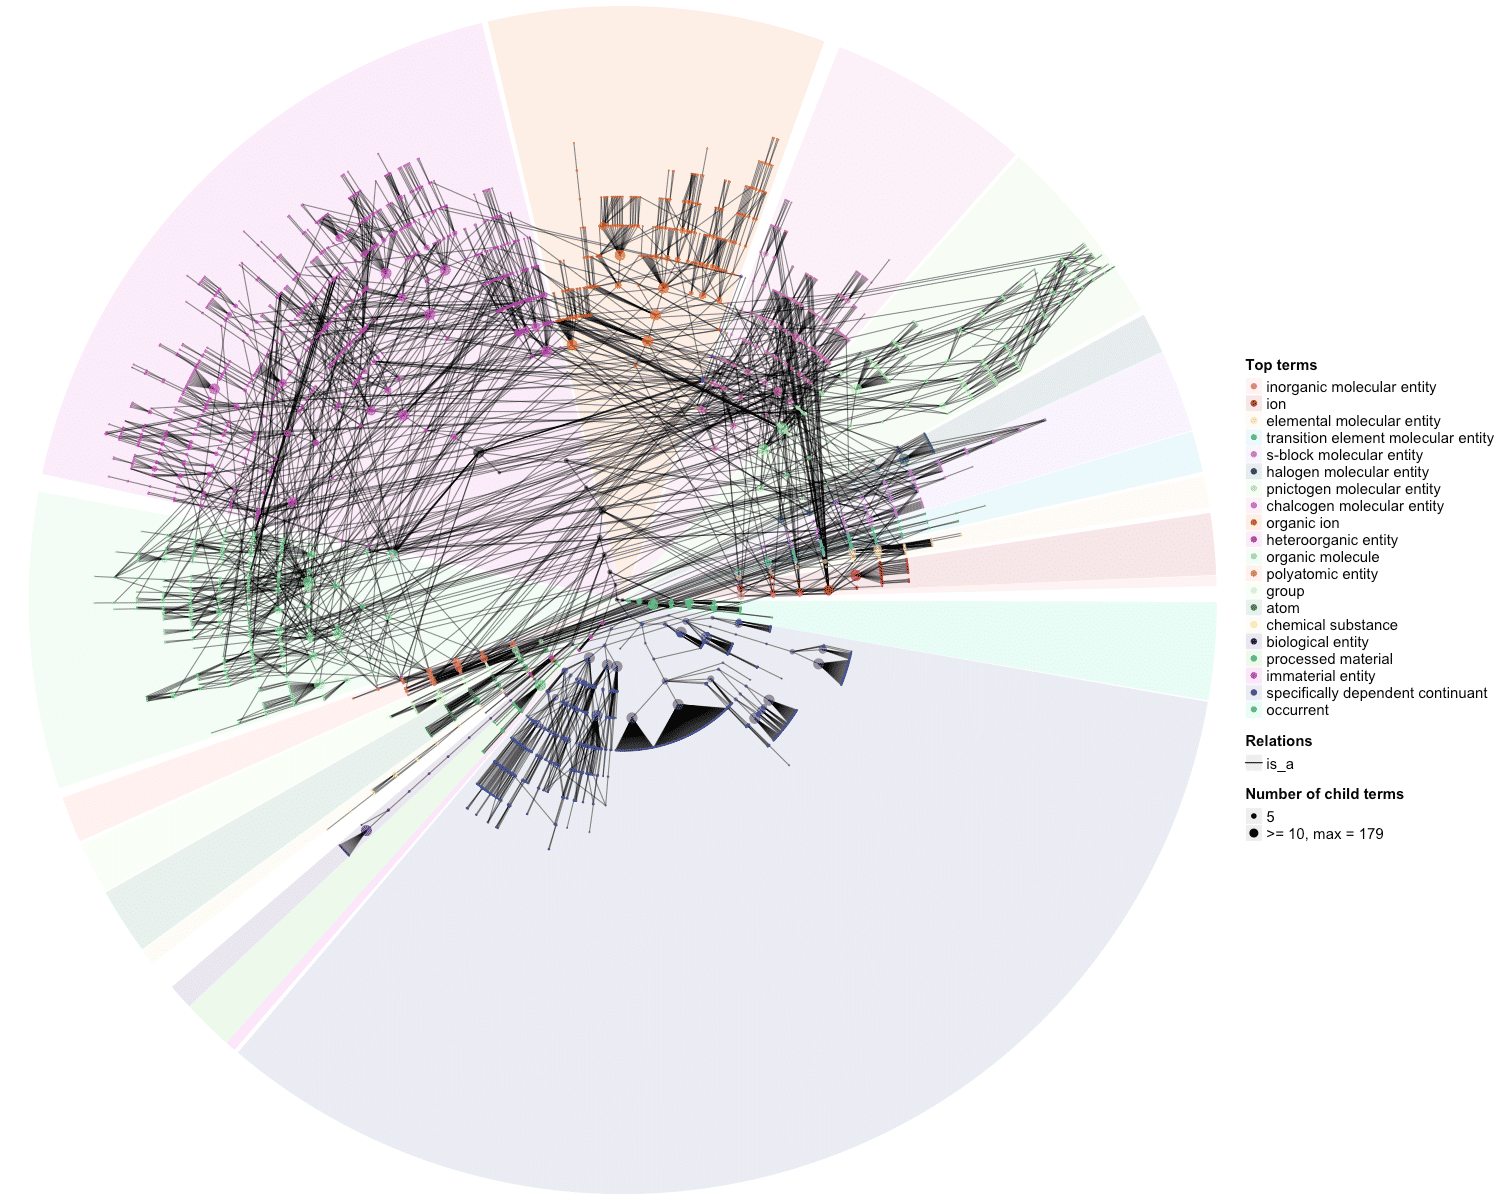 Top terms
inorganic molecular entity
ion
elemental molecular entity
transition element molecular entity
s-block molecular entity
halogen molecular entity
pnictogen molecular entity
chalcogen molecular entity
organic ion
heteroorganic entity
organic molecule
polyatomic entity
group
atom
chemical substance
biological entity
processed material
immaterial entity
specifically dependent continuant
occurrent
Relations
is_a
Number of child terms
5
>= 10, max = 179